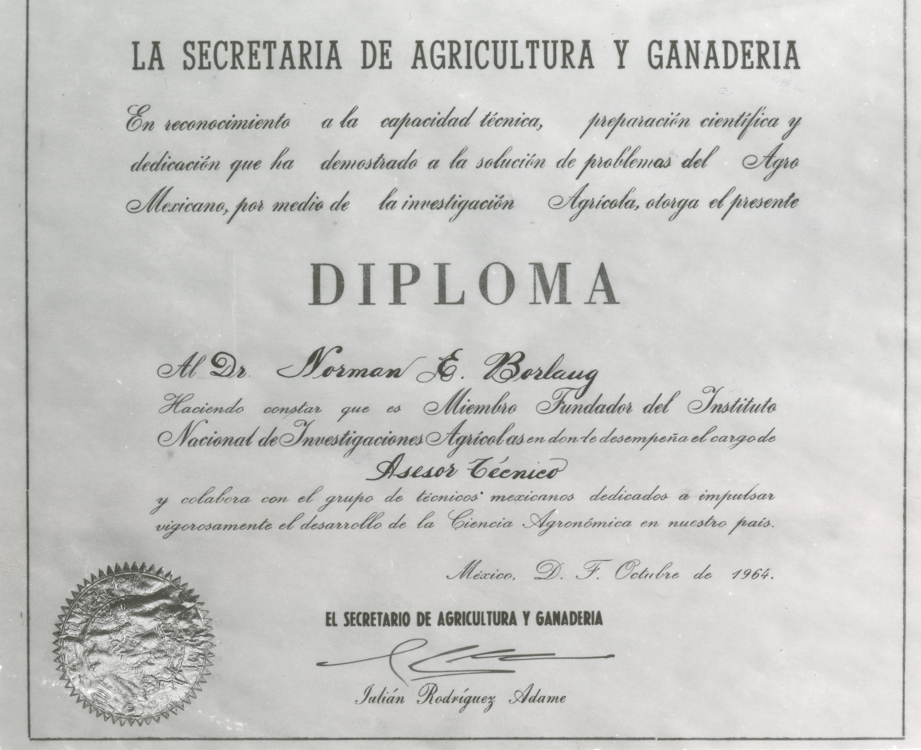 LA SECRETARIA DE AGRICULTURA Y GANADERIA
En reconocimiento a la capacidad técnica, preparación científica y
dedicación que ha demostrado a la solución de problemas del Agro
Mexicano, por medio de la investigación Agrícola, otorga el presente
DIPLOMA
Al Dr. Norman E. Borlaug
Haciendo constar que es Miembro Fundador del Instituto
Nacional de Investigaciones Agrícolas en donde desempeña el cargo de
Asesor Técnico
y colabora con el grupo de técnicos mexicanos dedicados a impulsar
vigorosamente el desarrollo de la Ciencia Agronómica en nuestro país.
México, D. F. Octubre de 1964.
EL SECRETARIO DE AGRICULTURA Y GANADERIA
Julián Rodríguez Adame